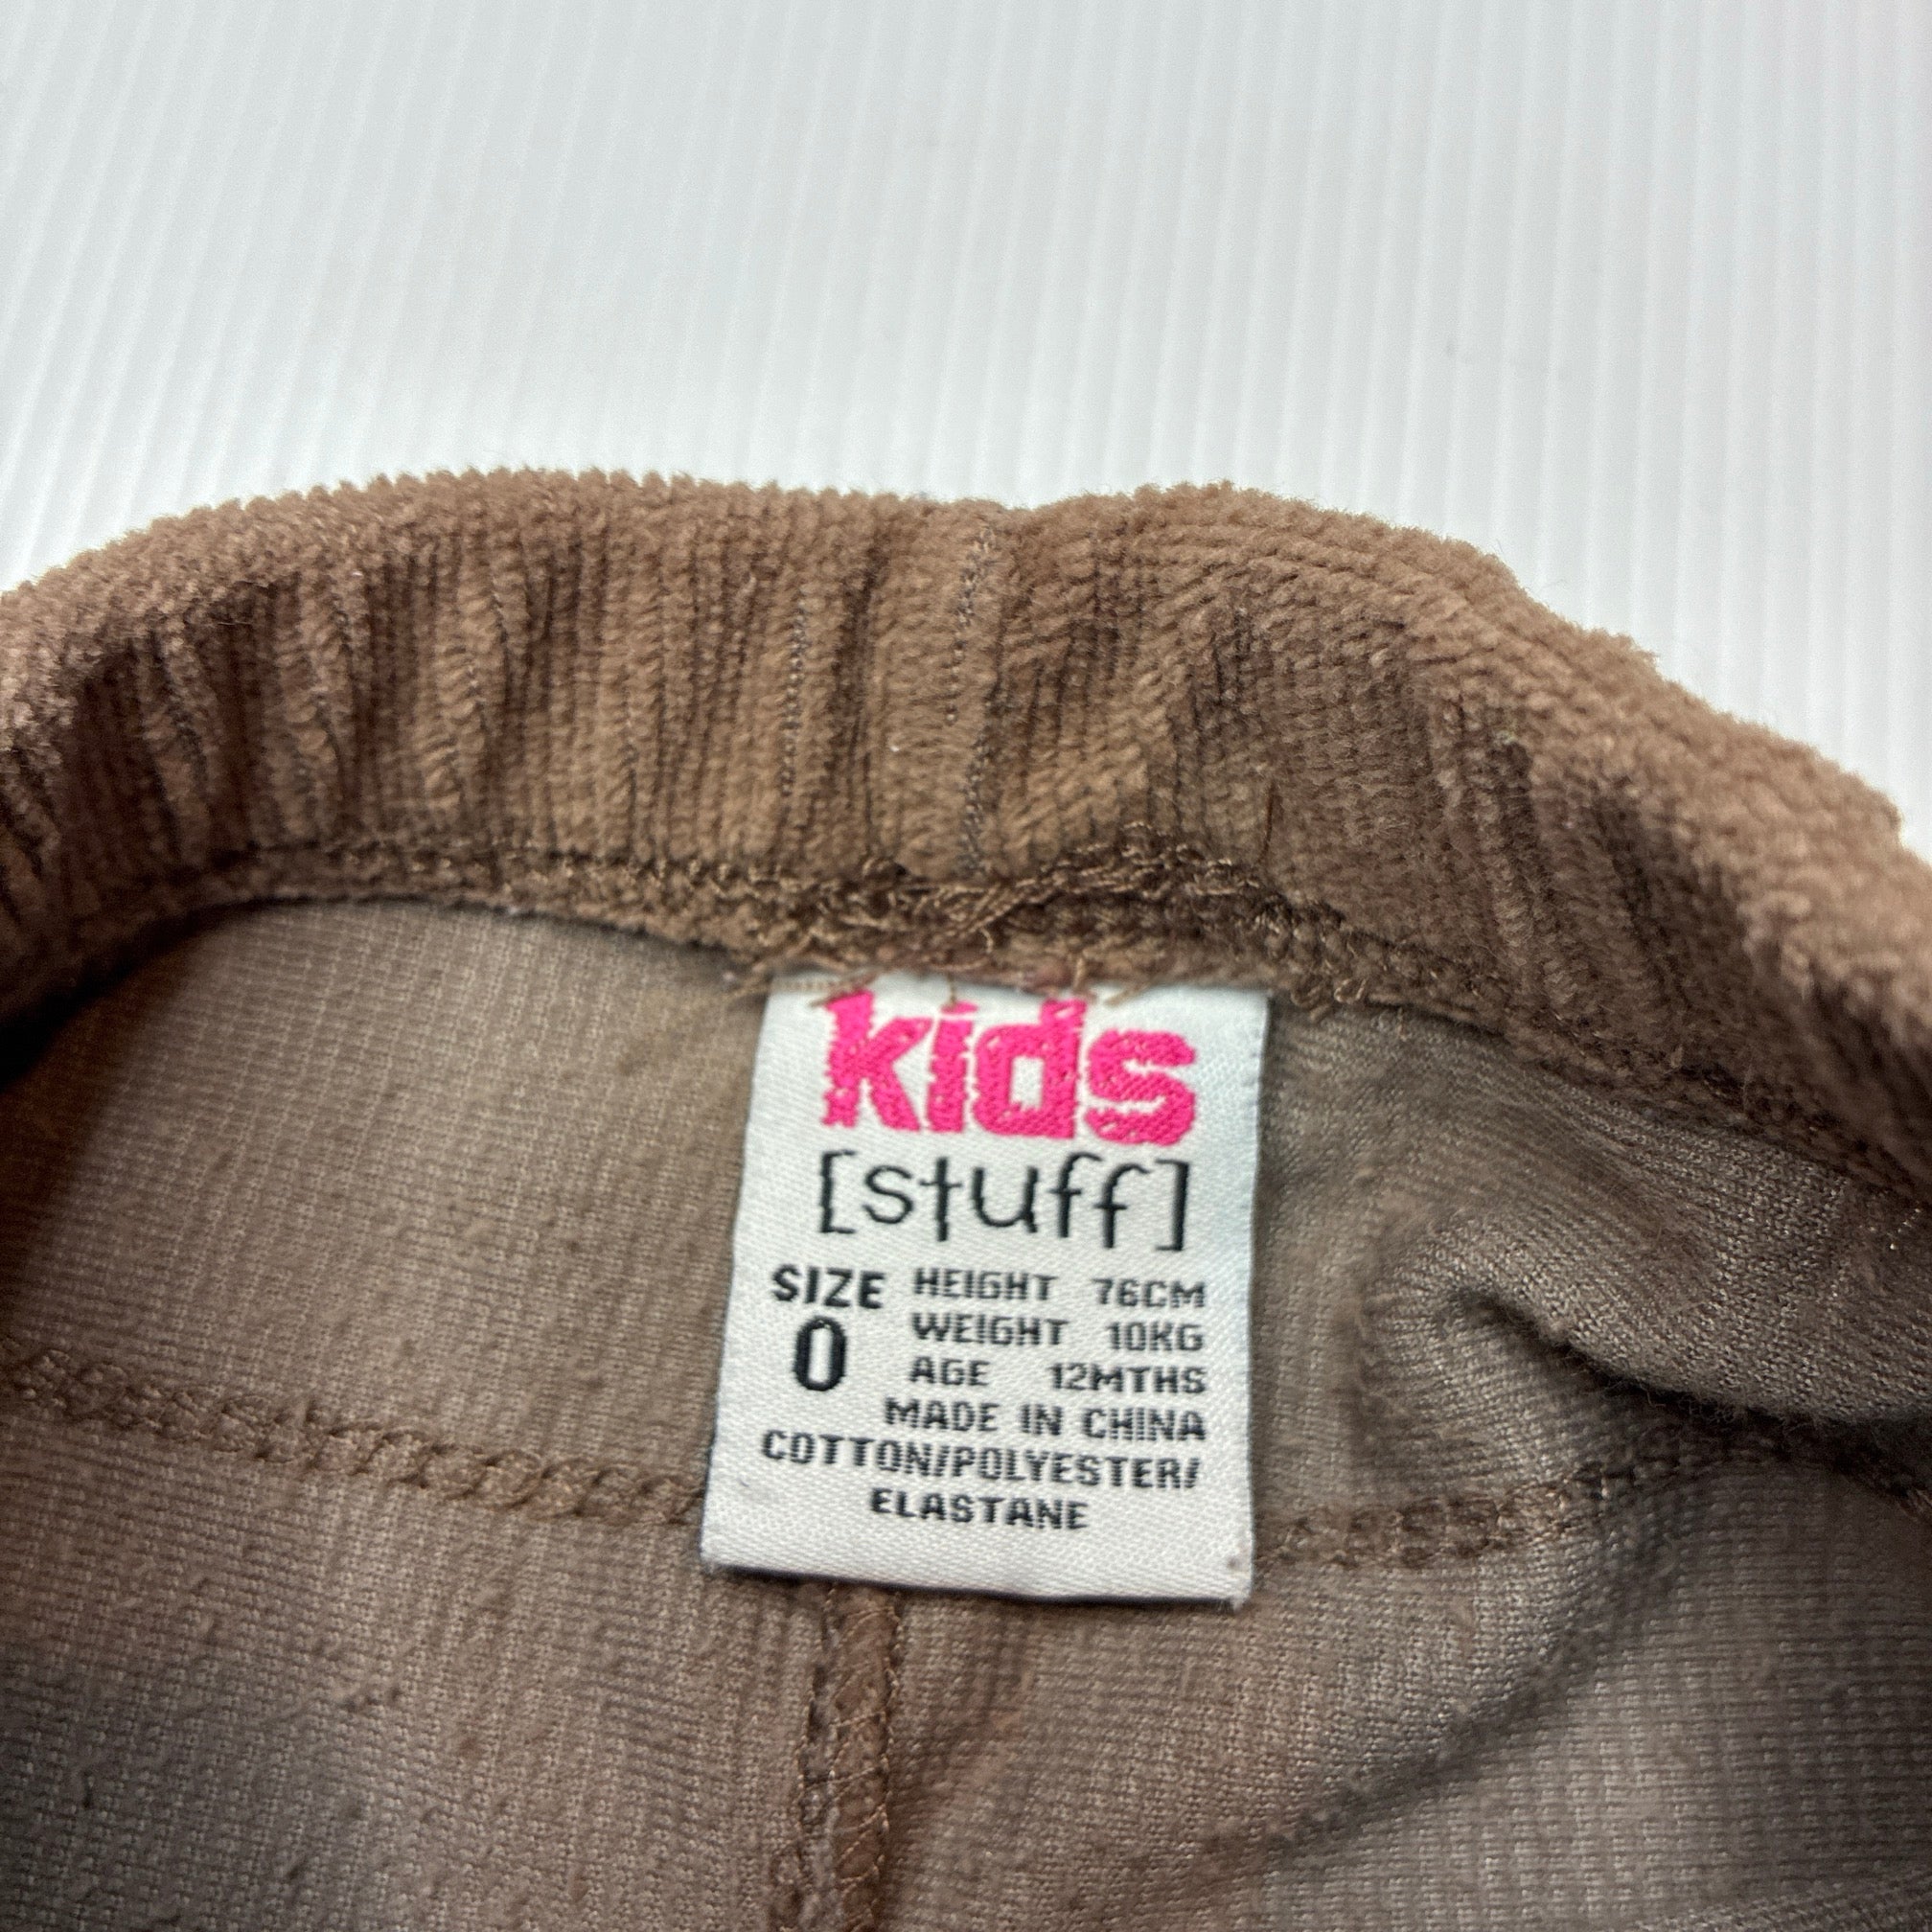 kids
[stuff]
SIZE
0
HEIGHT 76CM
WEIGHT 10KG
AGE 12MTHS
MADE IN CHINA
COTTON/POLYESTER/
ELASTANE